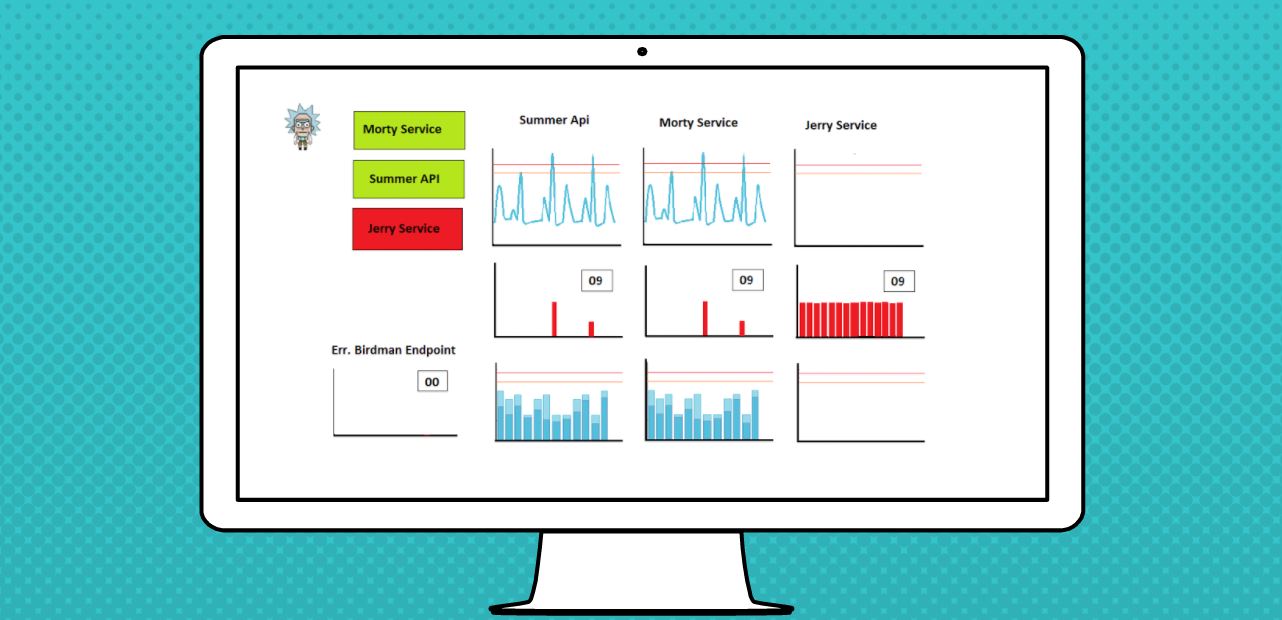 Morty Service
Summer API
Jerry Service
Summer Api
Morty Service
Jerry Service
09
09
09
Err. Birdman Endpoint
00